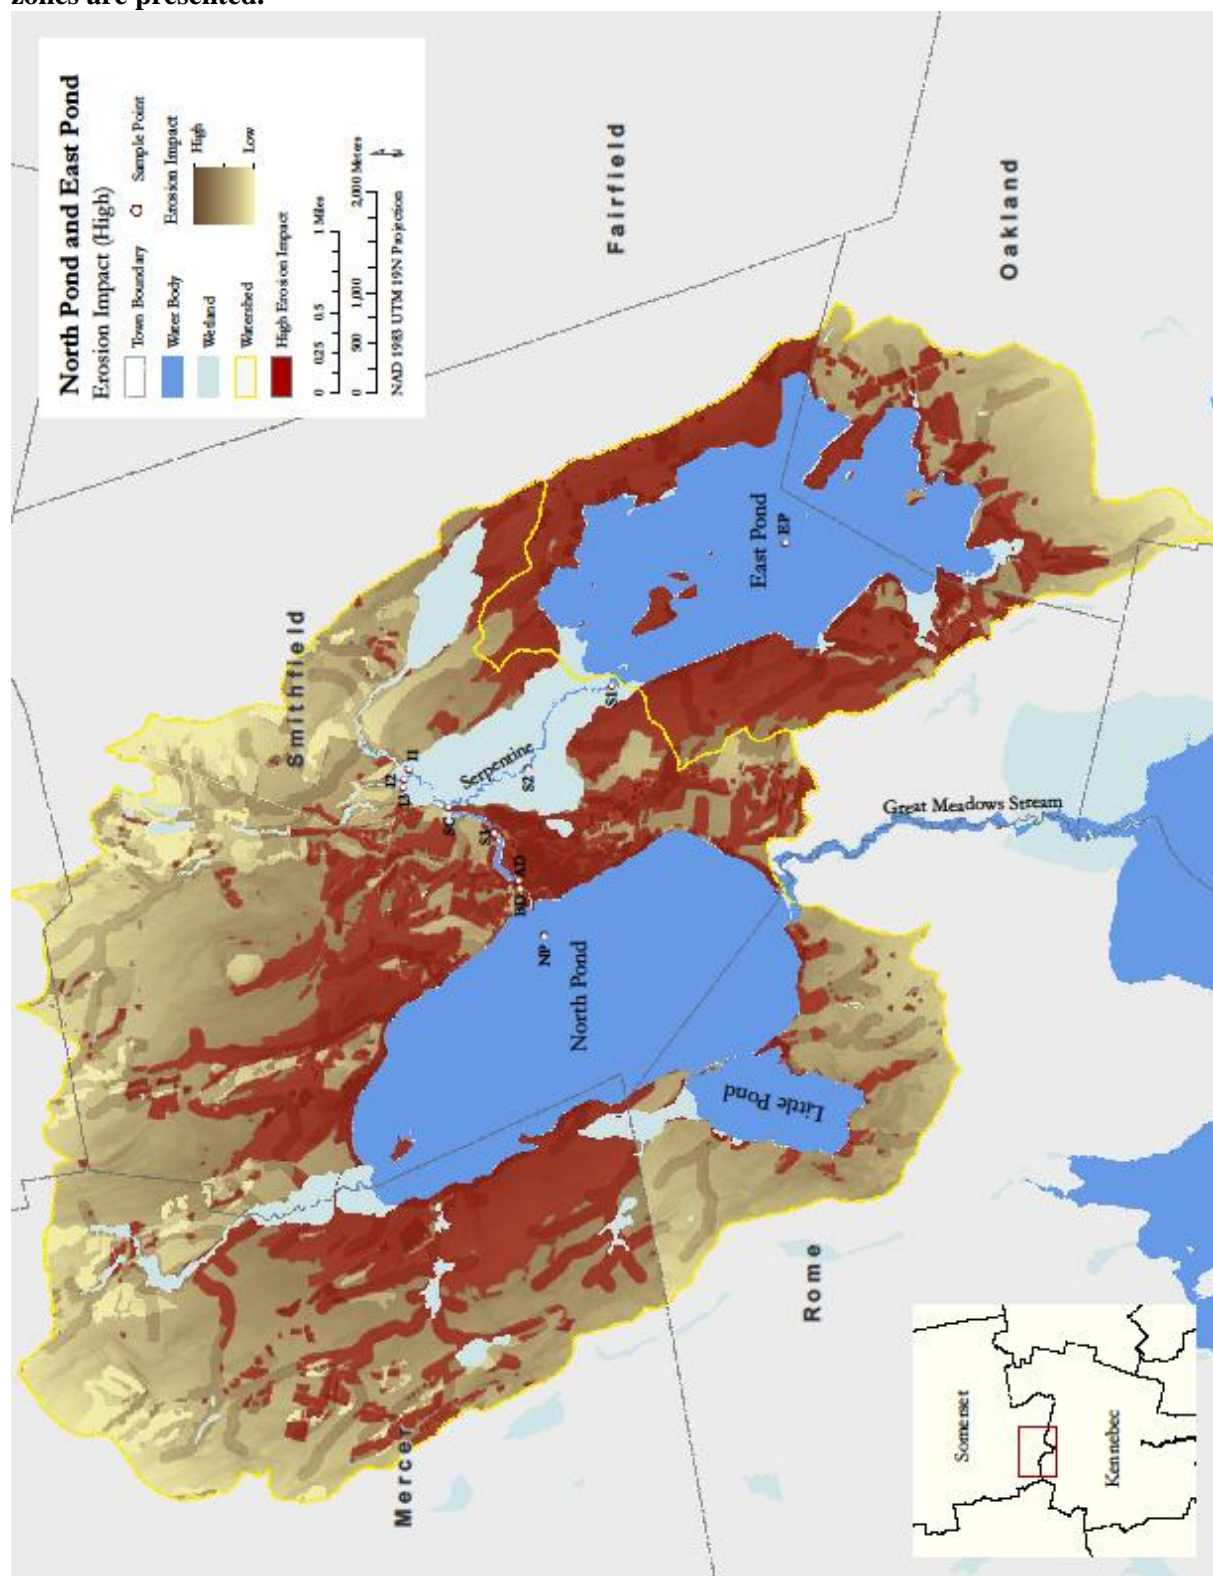 zones are presented.
North Pond and East Pond
Erosion Impact (High)
Town Boundary
Sample Point
Water Body
Erosion Impact
High
Low
Wetland
Watershed
High Erosion Impact
0 0.25 0.5 1 Miles
0 500 1,000 2,000 Meters
NAD 1983 UTM 19N Projection
N
Fairfield
Oakland
Smithfield
East Pond
EP
S1
Serpentine
S2
I1
I2
I3
SC
S3
AD
BD
NP
North Pond
Great Meadows Stream
Little Pond
Rome
Mercer
Somerset
Kennebec